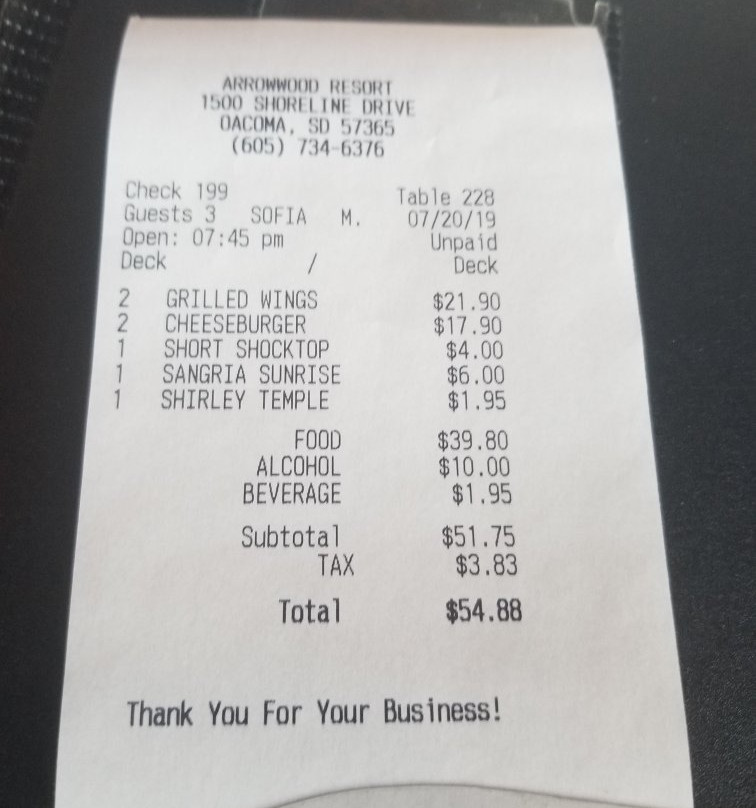 ARROWWOOD RESORT
1500 SHORELINE DRIVE
OACOMA, SD 57365
(605) 734-6376
Check 199 Table 228
Guests 3 SOFIA M. 07/20/19
Open: 07:45 pm Unpaid
Deck / Deck
2 GRILLED WINGS $21.90
2 CHEESEBURGER $17.90
1 SHORT SHOCKTOP $4.00
1 SANGRIA SUNRISE $6.00
1 SHIRLEY TEMPLE $1.95
FOOD $39.80
ALCOHOL $10.00
BEVERAGE $1.95
Subtotal $51.75
TAX $3.83
Total $54.88
Thank You For Your Business!